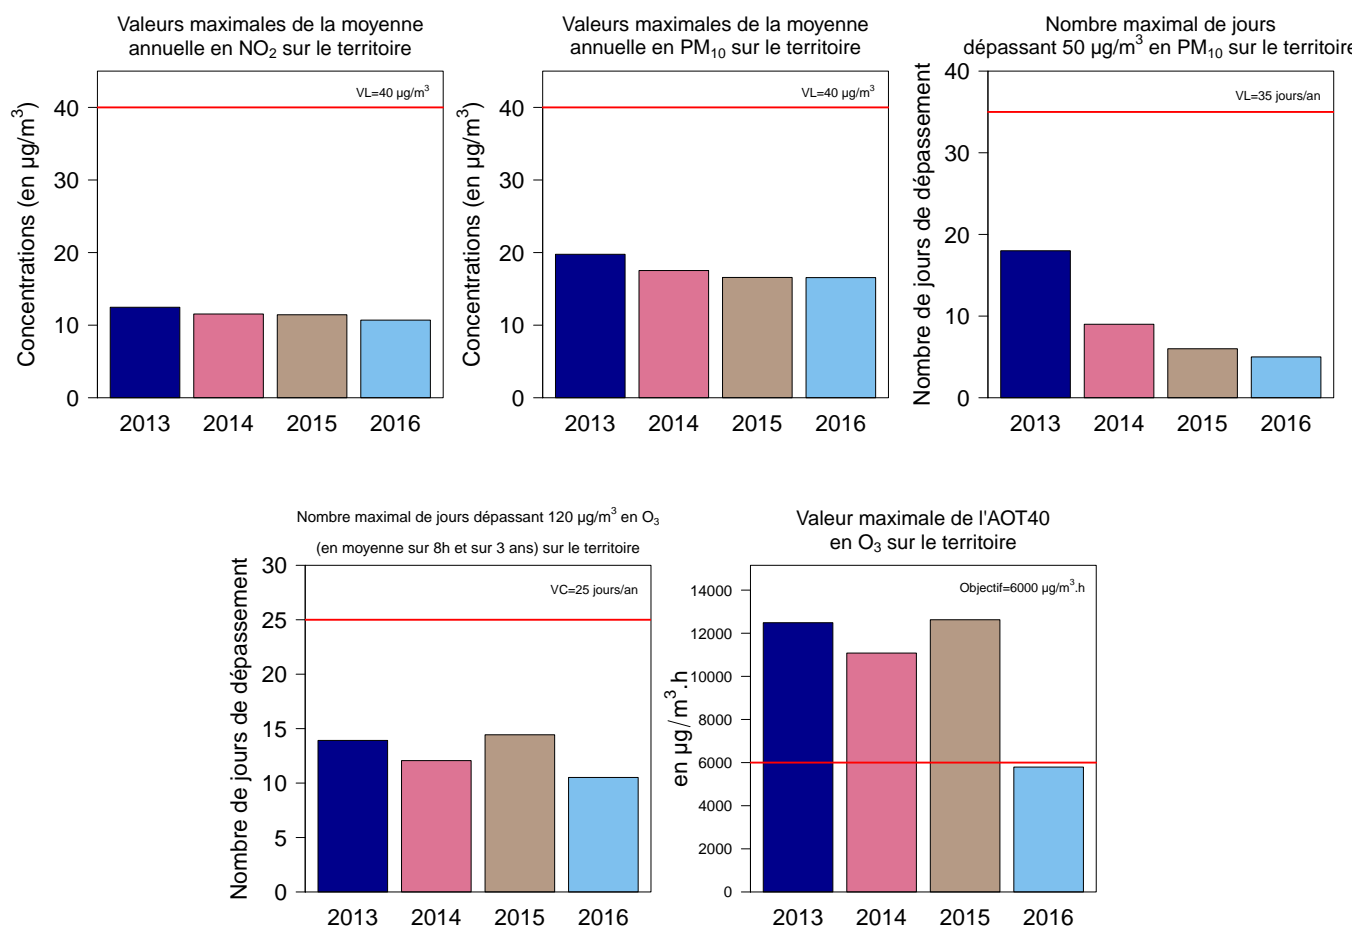 Valeurs maximales de la moyenne
annuelle en NO₂ sur le territoire
Concentrations (en µg/m³)
VL=40 µg/m³
40
30
20
10
0
2013 2014 2015 2016
Valeurs maximales de la moyenne
annuelle en PM₁₀ sur le territoire
Concentrations (en µg/m³)
VL=40 µg/m³
40
30
20
10
0
2013 2014 2015 2016
Nombre maximal de jours
dépassant 50 µg/m³ en PM₁₀ sur le territoire
Nombre de jours de dépassement
VL=35 jours/an
40
30
20
10
0
2013 2014 2015 2016
Nombre maximal de jours dépassant 120 µg/m³ en O₃
(en moyenne sur 8h et sur 3 ans) sur le territoire
Nombre de jours de dépassement
VC=25 jours/an
30
25
20
15
10
5
0
2013 2014 2015 2016
Valeur maximale de l'AOT40
en O₃ sur le territoire
en µg/m³.h
Objectif=6000 µg/m³.h
14000
12000
10000
8000
6000
4000
2000
0
2013 2014 2015 2016